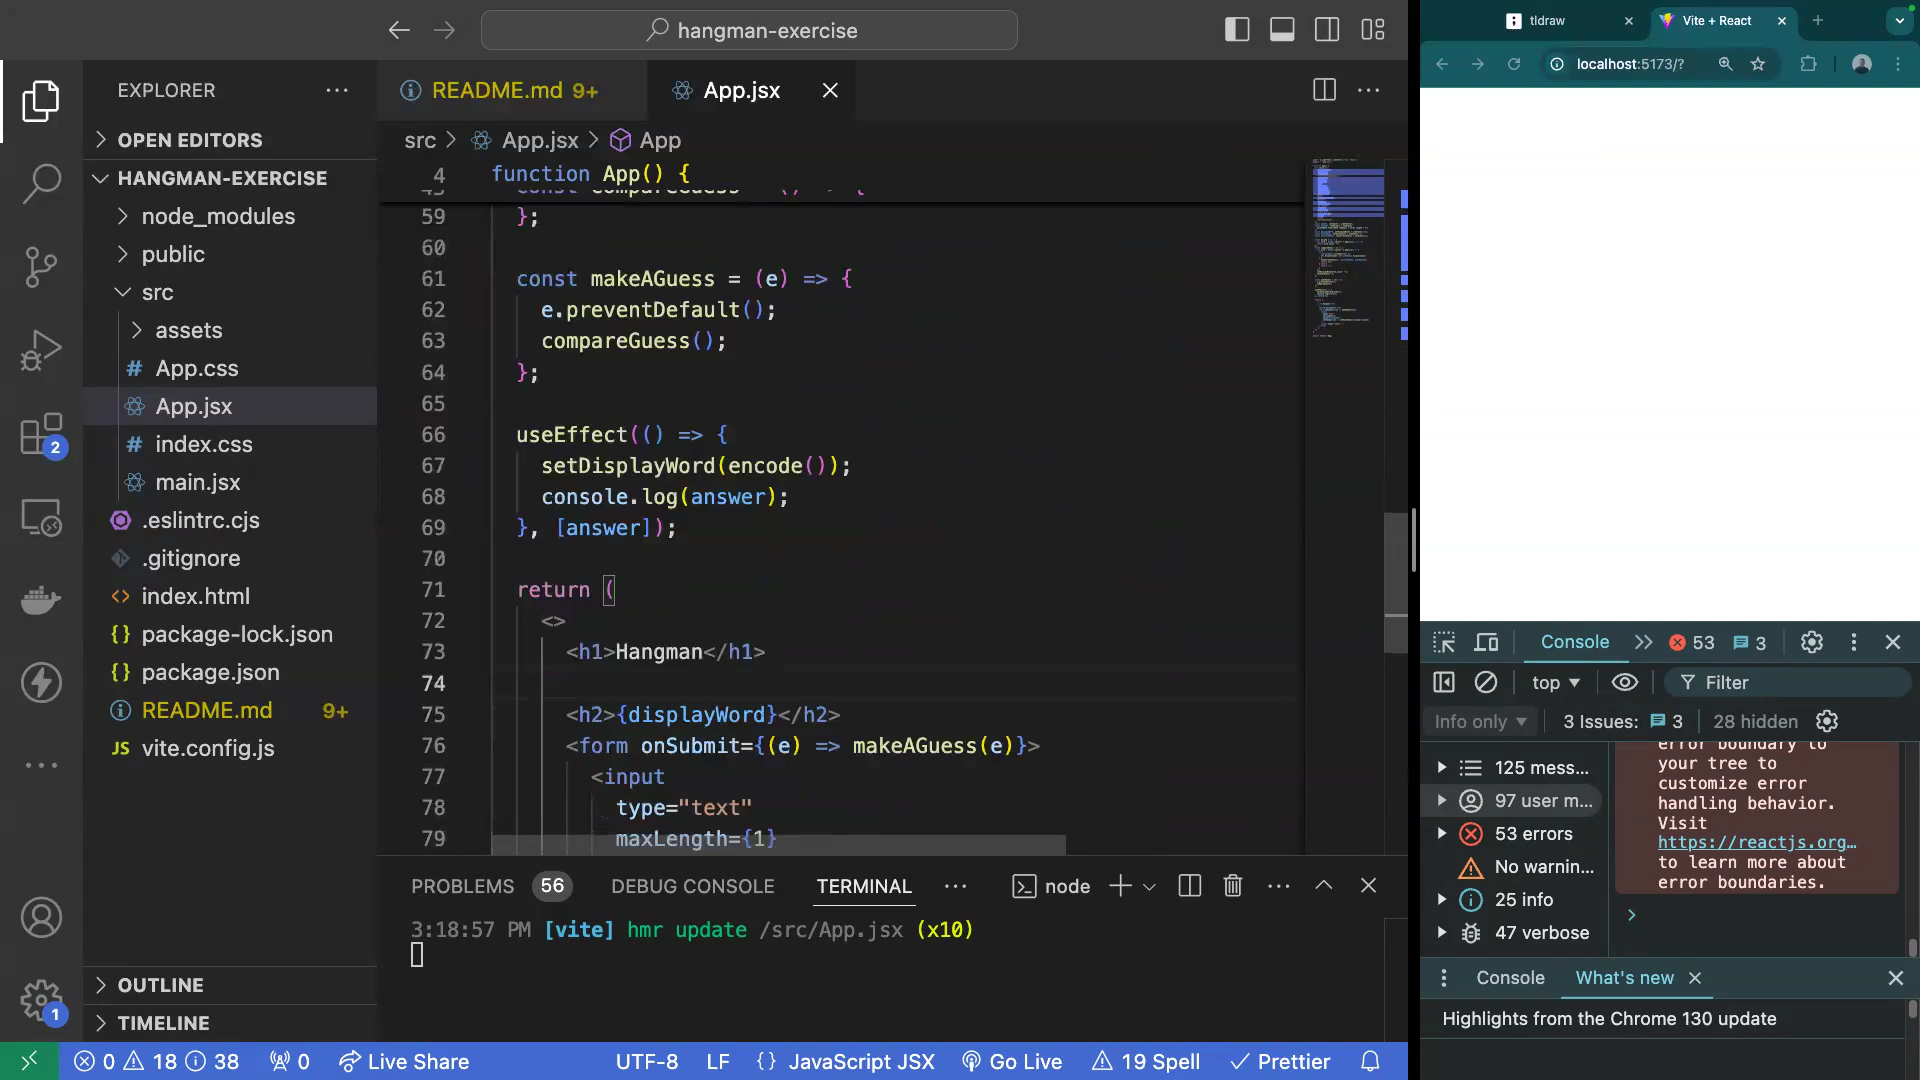 hangman-exercise
EXPLORER
OPEN EDITORS
HANGMAN-EXERCISE
node_modules
public
src
assets
App.css
App.jsx
index.css
main.jsx
.eslintrc.cjs
.gitignore
index.html
package-lock.json
package.json
README.md 9+
vite.config.js
OUTLINE
TIMELINE
2
1
README.md 9+
App.jsx
src > App.jsx > App
4 function App() {
59 };
60
61 const makeAGuess = (e) => {
62 e.preventDefault();
63 compareGuess();
64 };
65
66 useEffect(() => {
67 setDisplayWord(encode());
68 console.log(answer);
69 }, [answer]);
70
71 return (
72 <>
73 <h1>Hangman</h1>
74
75 <h2>{displayWord}</h2>
76 <form onSubmit={(e) => makeAGuess(e)}>
77 <input
78 type="text"
79 maxLength={1}
PROBLEMS 56 DEBUG CONSOLE TERMINAL node
3:18:57 PM [vite] hmr update /src/App.jsx (x10)
0 18 38 0 Live Share UTF-8 LF {} JavaScript JSX Go Live 19 Spell Prettier
tldraw
Vite + React
localhost:5173/?
Console 53 3
top Filter
Info only 3 Issues: 3 28 hidden
125 mess...
97 user m...
53 errors
No warnin...
25 info
47 verbose
error boundary to
your tree to
customize error
handling behavior.
Visit
https://reactjs.org...
to learn more about
error boundaries.
Console What's new
Highlights from the Chrome 130 update